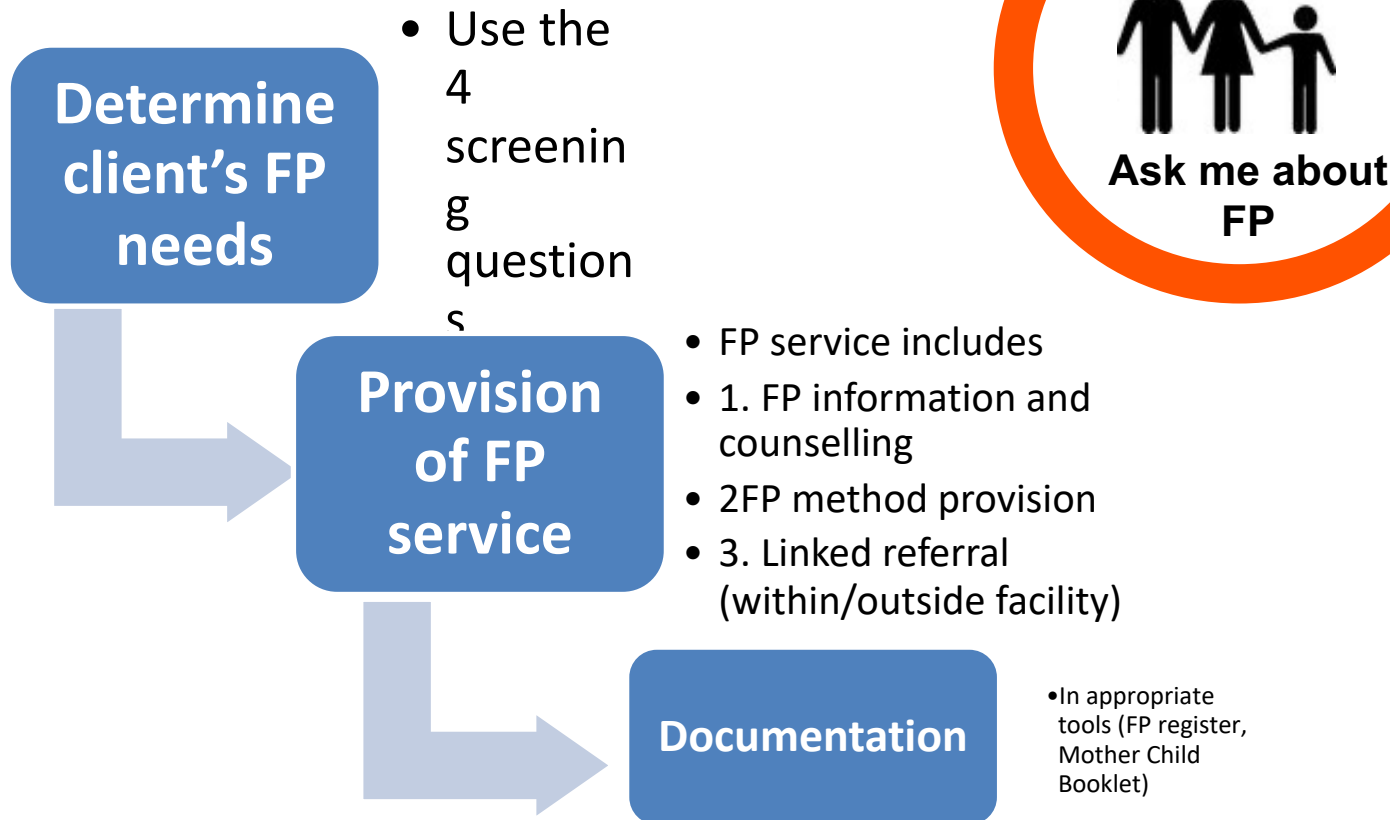 • Use the
4
screenin
g
question
s
Determine
client's FP
needs
Ask me about
FP
Provision
of FP
service
• FP service includes
• 1. FP information and
counselling
• 2FP method provision
• 3. Linked referral
(within/outside facility)
Documentation
•In appropriate
tools (FP register,
Mother Child
Booklet)